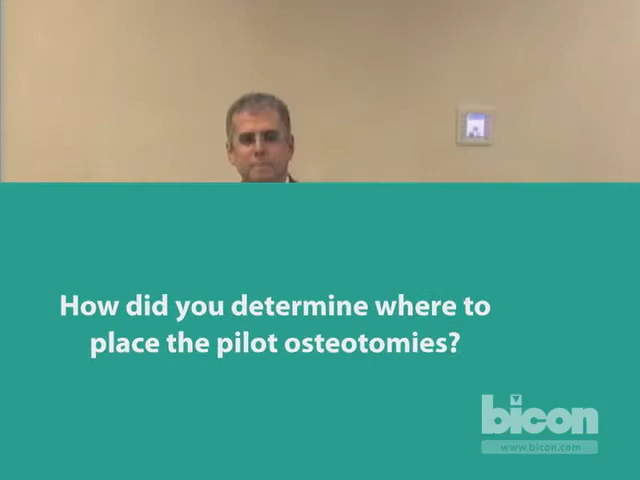 How did you determine where to
place the pilot osteotomies?
bicon
www.bicon.com